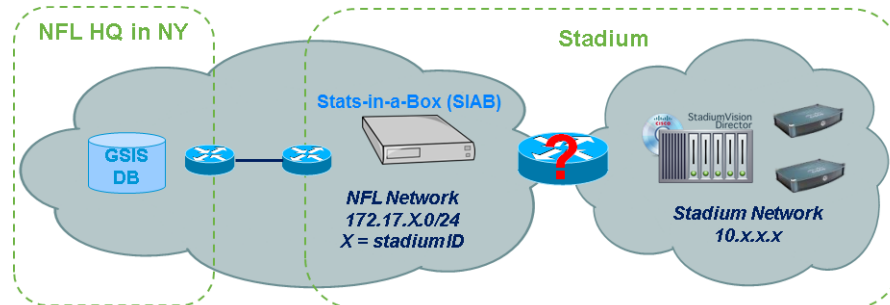 NFL HQ in NY
Stadium
Stats-in-a-Box (SIAB)
GSIS
DB
NFL Network
172.17.X.0/24
X = stadiumID
?
CISCO
StadiumVision
Director
Stadium Network
10.x.x.x